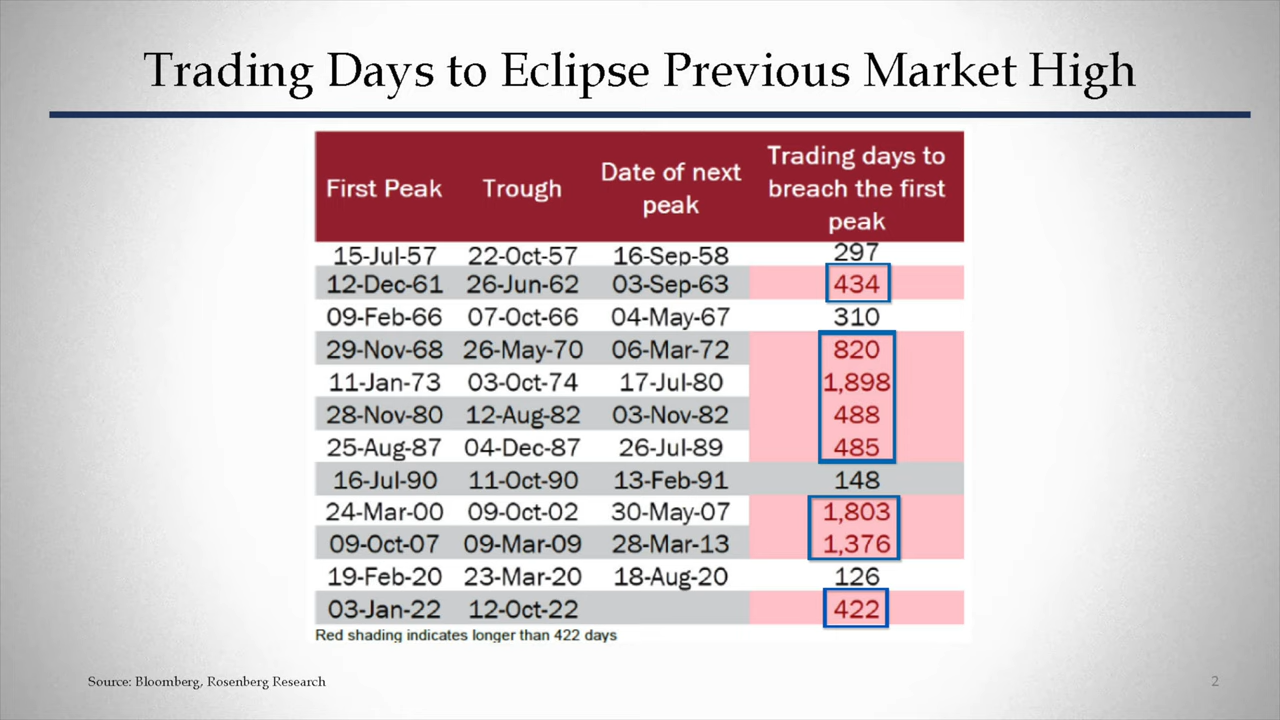 Trading Days to Eclipse Previous Market High
First Peak Trough Date of next peak Trading days to breach the first peak
15-Jul-57 22-Oct-57 16-Sep-58 297
12-Dec-61 26-Jun-62 03-Sep-63 434
09-Feb-66 07-Oct-66 04-May-67 310
29-Nov-68 26-May-70 06-Mar-72 820
11-Jan-73 03-Oct-74 17-Jul-80 1,898
28-Nov-80 12-Aug-82 03-Nov-82 488
25-Aug-87 04-Dec-87 26-Jul-89 485
16-Jul-90 11-Oct-90 13-Feb-91 148
24-Mar-00 09-Oct-02 30-May-07 1,803
09-Oct-07 09-Mar-09 28-Mar-13 1,376
19-Feb-20 23-Mar-20 18-Aug-20 126
03-Jan-22 12-Oct-22 422
Red shading indicates longer than 422 days
Source: Bloomberg, Rosenberg Research
2